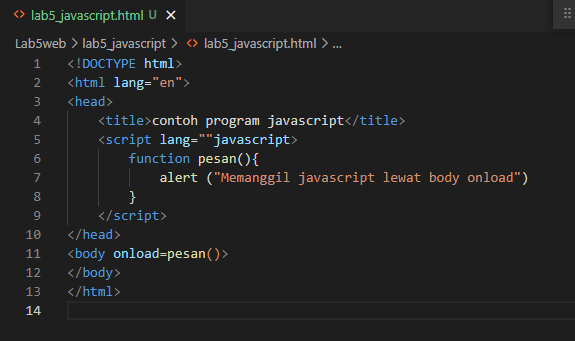 lab5_javascript.html U
Lab5web > lab5_javascript > lab5_javascript.html > ...
1 <!DOCTYPE html>
2 <html lang="en">
3 <head>
4 <title>contoh program javascript</title>
5 <script lang=""javascript>
6 function pesan(){
7 alert ("Memanggil javascript lewat body onload")
8 }
9 </script>
10 </head>
11 <body onload=pesan()>
12 </body>
13 </html>
14